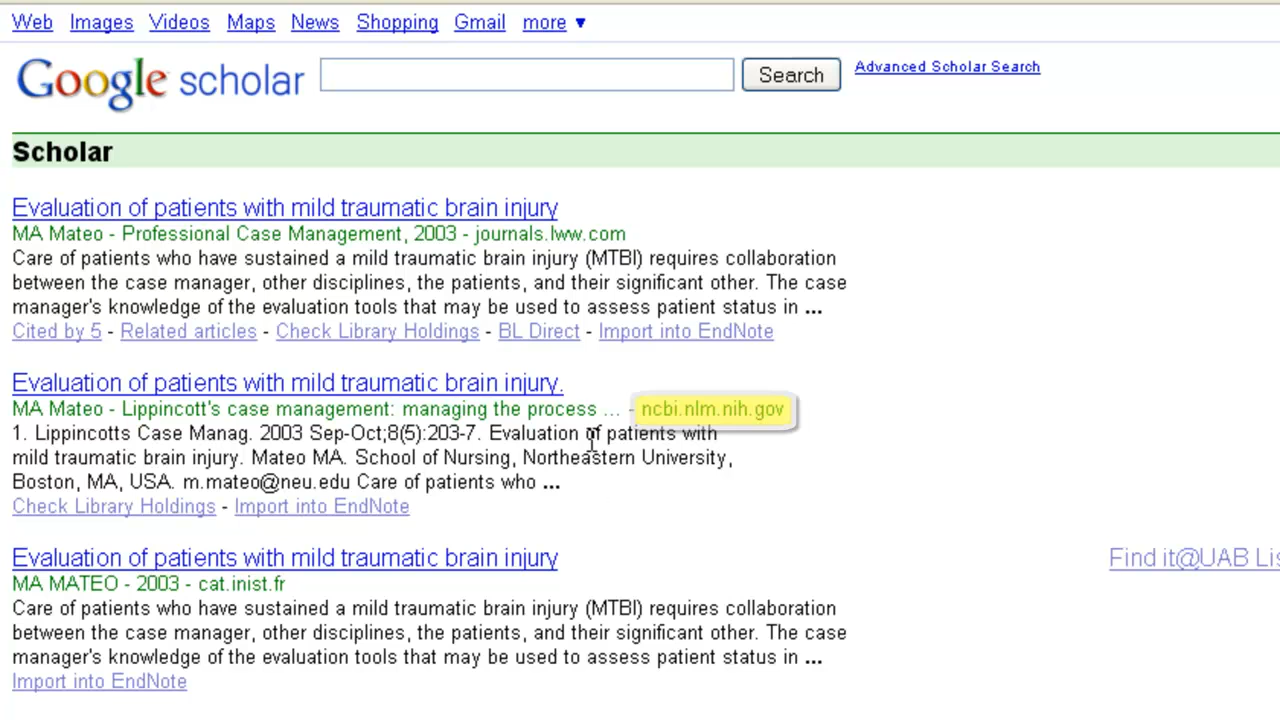 Web Images Videos Maps News Shopping Gmail more ▼
Google scholar Search Advanced Scholar Search
Scholar
Evaluation of patients with mild traumatic brain injury
MA Mateo - Professional Case Management, 2003 - journals.lww.com
Care of patients who have sustained a mild traumatic brain injury (MTBI) requires collaboration
between the case manager, other disciplines, the patients, and their significant other. The case
manager's knowledge of the evaluation tools that may be used to assess patient status in ...
Cited by 5 - Related articles - Check Library Holdings - BL Direct - Import into EndNote
Evaluation of patients with mild traumatic brain injury.
MA Mateo - Lippincott's case management: managing the process ... - ncbi.nlm.nih.gov
1. Lippincotts Case Manag. 2003 Sep-Oct;8(5):203-7. Evaluation of patients with
mild traumatic brain injury. Mateo MA. School of Nursing, Northeastern University,
Boston, MA, USA. m.mateo@neu.edu Care of patients who ...
Check Library Holdings - Import into EndNote
Evaluation of patients with mild traumatic brain injury Find it@UAB Lis
MA MATEO - 2003 - cat.inist.fr
Care of patients who have sustained a mild traumatic brain injury (MTBI) requires collaboration
between the case manager, other disciplines, the patients, and their significant other. The case
manager's knowledge of the evaluation tools that may be used to assess patient status in ...
Import into EndNote